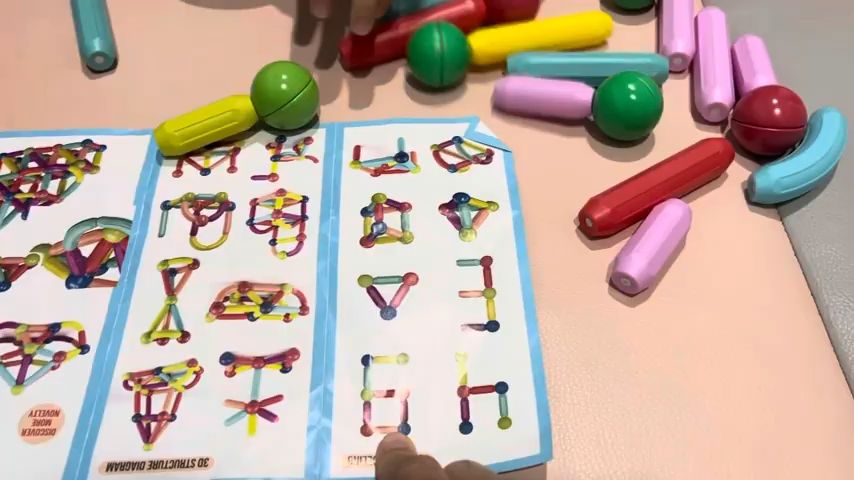 DISCOVER
MORE
NOVELTY
3D STRUCTURE DIAGRAM